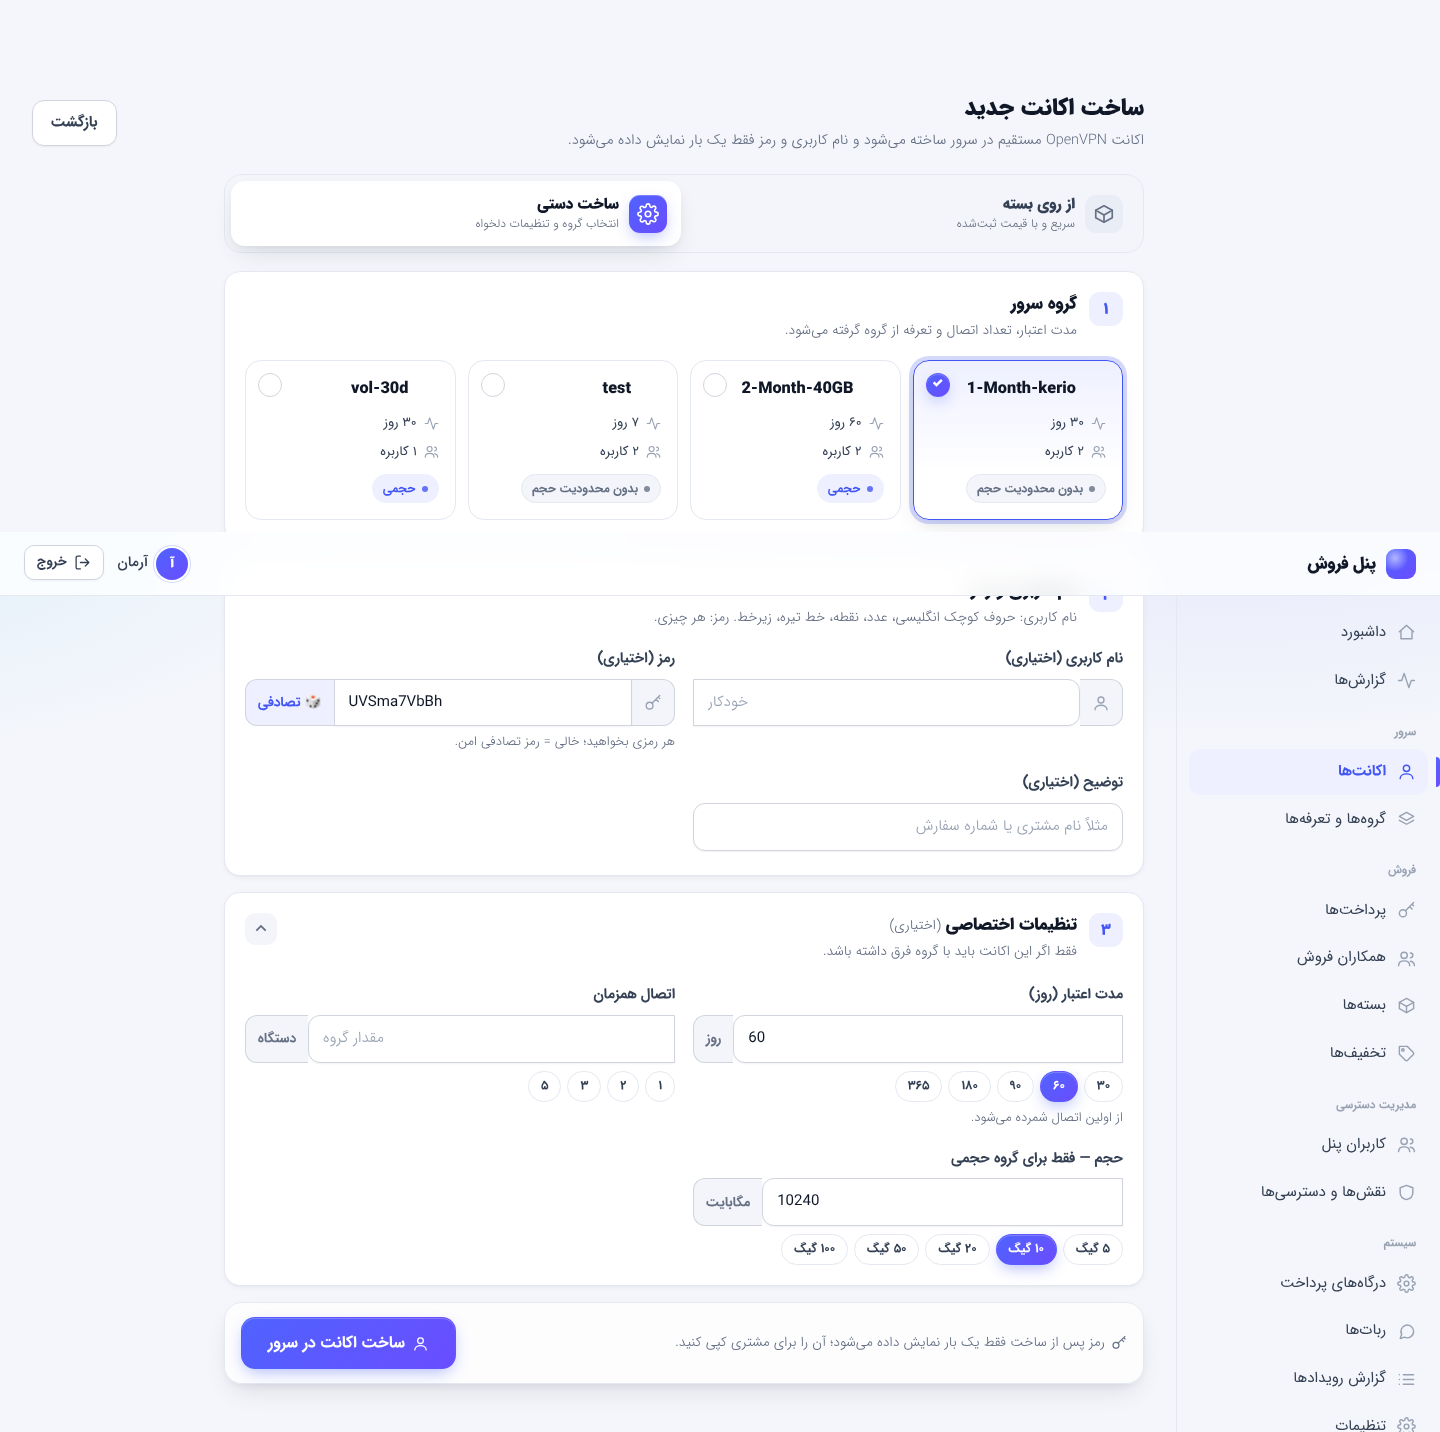 ساخت اکانت جدید
بازگشت
اکانت OpenVPN مستقیم در سرور ساخته می‌شود و نام کاربری و رمز فقط یک بار نمایش داده می‌شود.
از روی بسته
سریع و با قیمت ثبت‌شده
ساخت دستی
انتخاب گروه و تنظیمات دلخواه
۱
گروه سرور
مدت اعتبار، تعداد اتصال و تعرفه از گروه گرفته می‌شود.
1-Month-kerio
۳۰ روز
۲ کاربره
بدون محدودیت حجم
2-Month-40GB
۶۰ روز
۲ کاربره
حجمی
test
۷ روز
۲ کاربره
بدون محدودیت حجم
vol-30d
۳۰ روز
۱ کاربره
حجمی
پنل فروش
آ
آرمان
خروج
نام کاربری: حروف کوچک انگلیسی، عدد، نقطه، خط تیره، زیرخط. رمز: هر چیزی.
نام کاربری (اختیاری)
خودکار
رمز (اختیاری)
UVSma7VbBh
🎲 تصادفی
هر رمزی بخواهید؛ خالی = رمز تصادفی امن.
توضیح (اختیاری)
مثلاً نام مشتری یا شماره سفارش
۳
تنظیمات اختصاصی (اختیاری)
فقط اگر این اکانت باید با گروه فرق داشته باشد.
مدت اعتبار (روز)
60
روز
۳۰
۶۰
۹۰
۱۸۰
۳۶۵
از اولین اتصال شمرده می‌شود.
اتصال همزمان
مقدار گروه
دستگاه
۱
۲
۳
۵
حجم — فقط برای گروه حجمی
10240
مگابایت
۵ گیگ
۱۰ گیگ
۲۰ گیگ
۵۰ گیگ
۱۰۰ گیگ
رمز پس از ساخت فقط یک بار نمایش داده می‌شود؛ آن را برای مشتری کپی کنید.
ساخت اکانت در سرور
داشبورد
گزارش‌ها
سرور
اکانت‌ها
گروه‌ها و تعرفه‌ها
فروش
پرداخت‌ها
همکاران فروش
بسته‌ها
تخفیف‌ها
مدیریت دسترسی
کاربران پنل
نقش‌ها و دسترسی‌ها
سیستم
درگاه‌های پرداخت
ربات‌ها
گزارش رویدادها
تنظیمات